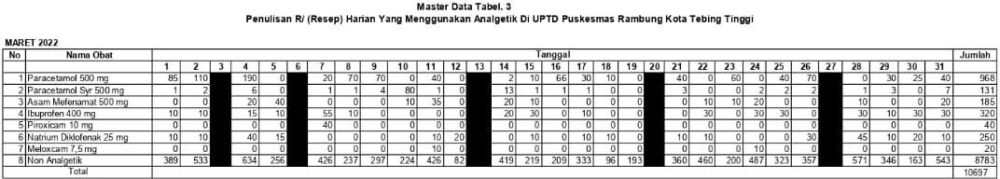 Master Data Tabel. 3
Penulisan R/ (Resep) Harian Yang Menggunakan Analgetik Di UPTD Puskesmas Rambung Kota Tebing Tinggi
MARET 2022
No Nama Obat Tanggal Jumlah
1 2 3 4 5 6 7 8 9 10 11 12 13 14 15 16 17 18 19 20 21 22 23 24 25 26 27 28 29 30 31
1 Paracetamol 500 mg 85 110 190 0 20 70 70 0 40 0 2 10 66 30 10 0 40 0 60 0 40 70 0 30 25 40 968
2 Paracetamol Syr 500 mg 1 2 6 0 1 1 4 80 1 0 13 1 1 1 0 0 3 0 0 2 2 2 1 3 0 7 131
3 Asam Mefenamat 500 mg 0 0 20 40 0 0 0 10 35 0 20 10 0 0 0 0 0 10 10 20 0 0 10 0 0 20 185
4 Ibuprofen 400 mg 10 10 15 10 55 10 0 0 0 0 20 30 0 10 0 0 0 30 0 30 30 0 30 10 30 30 320
5 Piroxicam 10 mg 0 0 0 0 40 0 0 0 0 0 0 0 0 0 0 0 0 0 0 0 0 0 0 0 0 0 40
6 Natrium Diklofenak 25 mg 10 10 40 15 0 0 0 0 10 20 0 10 0 10 10 0 10 10 0 0 0 30 45 10 20 10 250
7 Meloxcam 7,5 mg 0 0 0 0 0 0 0 0 10 0 0 0 0 0 0 0 0 0 0 10 0 0 0 0 0 0 20
8 Non Analgetik 389 533 634 256 426 237 297 224 426 82 419 219 209 333 96 193 360 460 200 487 323 357 571 346 163 543 8783
Total 10697